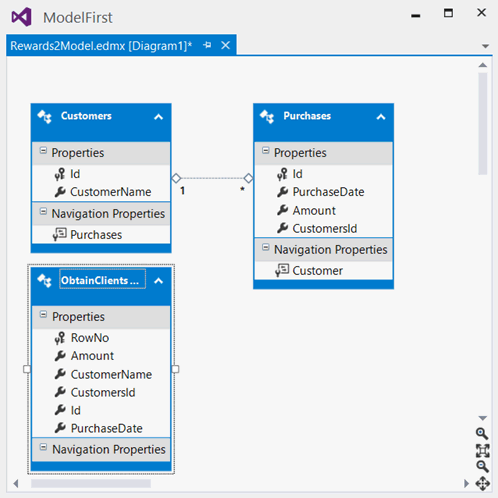 ModelFirst
Rewards2Model.edmx [Diagram1]*
Customers
Properties
Id
CustomerName
Navigation Properties
Purchases
1
*
Purchases
Properties
Id
PurchaseDate
Amount
CustomersId
Navigation Properties
Customer
ObtainClients ...
Properties
RowNo
Amount
CustomerName
CustomersId
Id
PurchaseDate
Navigation Properties